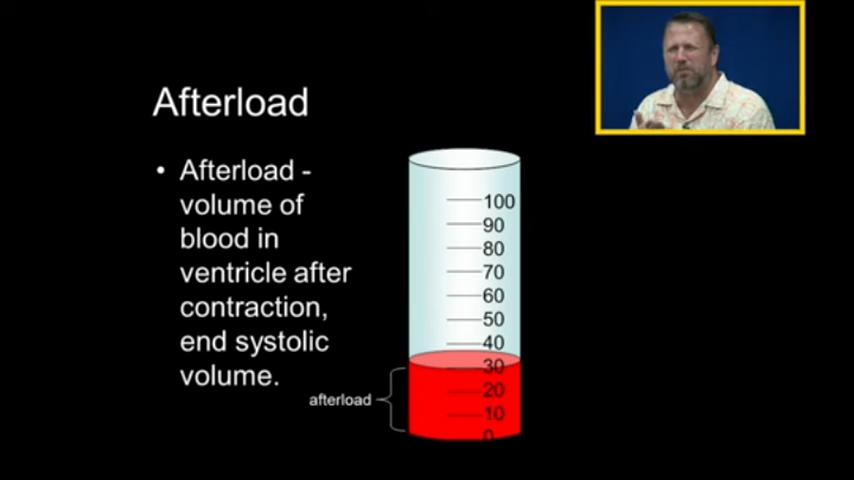 Afterload
• Afterload -
volume of
blood in
ventricle after
contraction,
end systolic
volume.
afterload
100
90
80
70
60
50
40
30
20
10
0